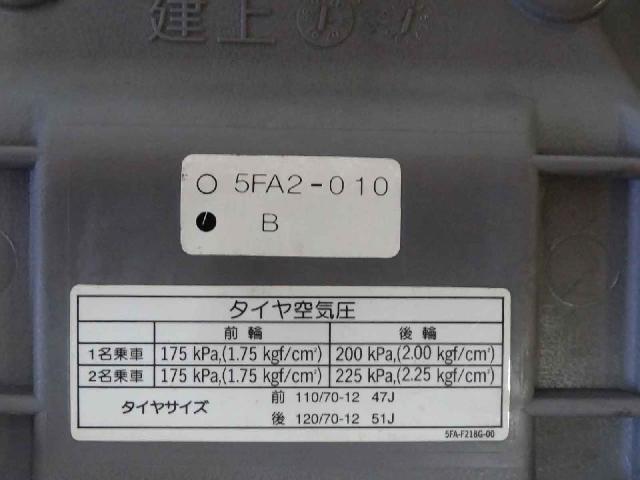 建上
○ 5FA2-010
● B
タイヤ空気圧
前輪 後輪
1名乗車 175 kPa,(1.75 kgf/cm²) 200 kPa,(2.00 kgf/cm²)
2名乗車 175 kPa,(1.75 kgf/cm²) 225 kPa,(2.25 kgf/cm²)
タイヤサイズ 前 110/70-12 47J
後 120/70-12 51J
5FA-F218G-00